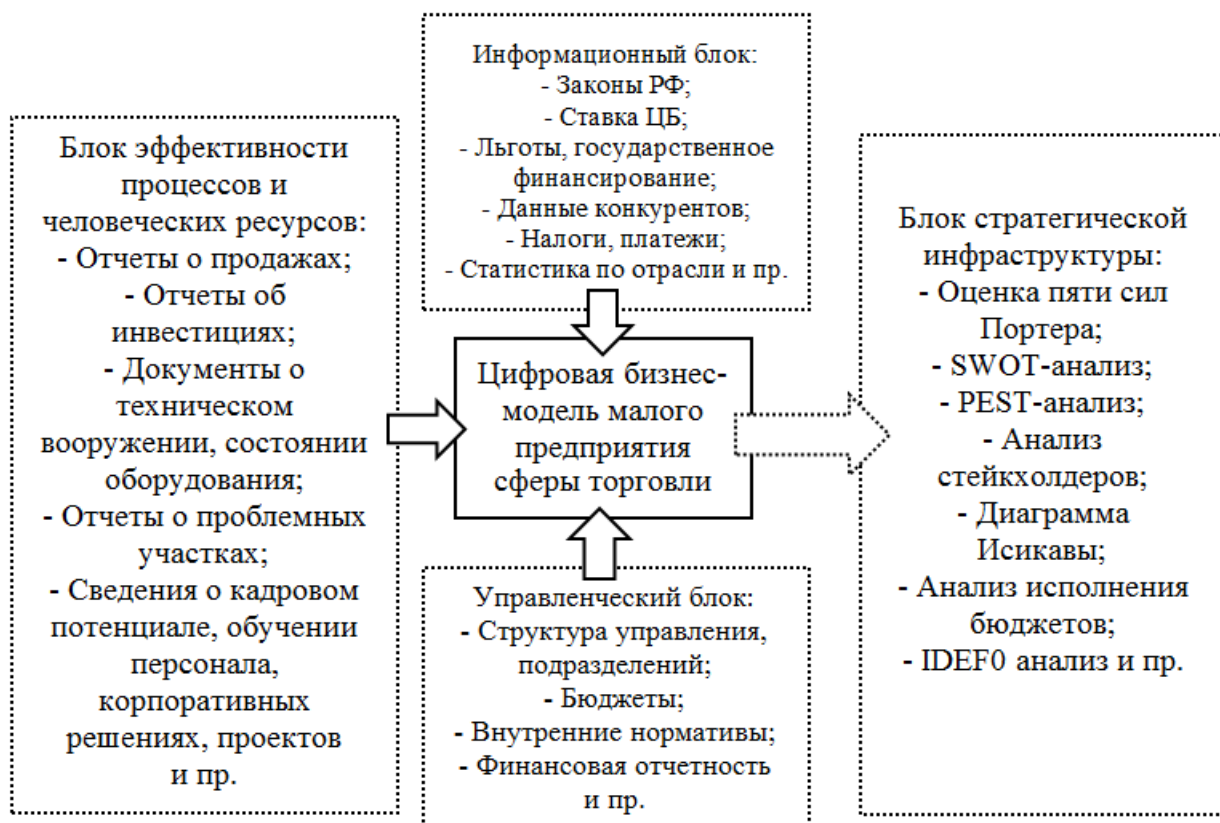 Информационный блок:
- Законы РФ;
- Ставка ЦБ;
- Льготы, государственное
финансирование;
- Данные конкурентов;
- Налоги, платежи;
- Статистика по отрасли и пр.
Блок эффективности
процессов и
человеческих ресурсов:
- Отчеты о продажах;
- Отчеты об
инвестициях;
- Документы о
техническом
вооружении, состоянии
оборудования;
- Отчеты о проблемных
участках;
- Сведения о кадровом
потенциале, обучении
персонала,
корпоративных
решениях, проектов
и пр.
Цифровая бизнес-
модель малого
предприятия
сферы торговли
Управленческий блок:
- Структура управления,
подразделений;
- Бюджеты;
- Внутренние нормативы;
- Финансовая отчетность
и пр.
Блок стратегической
инфраструктуры:
- Оценка пяти сил
Портера;
- SWOT-анализ;
- PEST-анализ;
- Анализ
стейкхолдеров;
- Диаграмма
Исикавы;
- Анализ исполнения
бюджетов;
- IDEF0 анализ и пр.